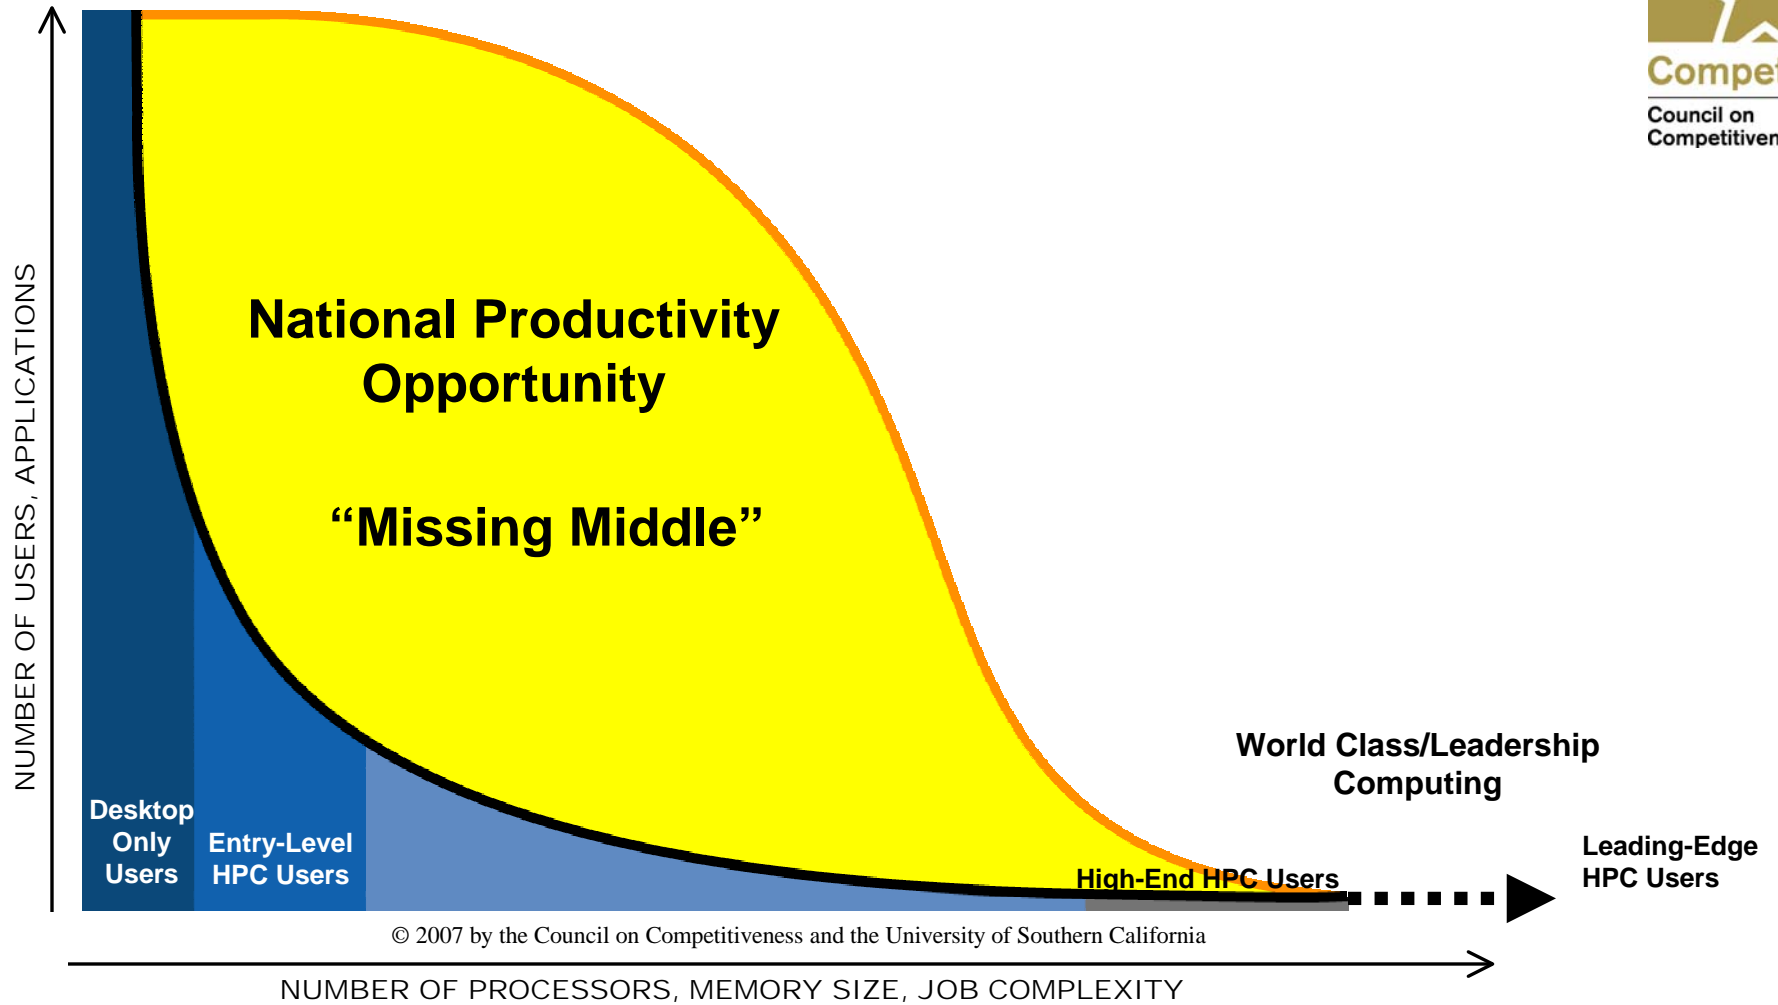 Compet
Council on
Competitiven
NUMBER OF USERS, APPLICATIONS
National Productivity
Opportunity
“Missing Middle”
World Class/Leadership
Computing
Desktop
Only
Users
Entry-Level
HPC Users
High-End HPC Users
Leading-Edge
HPC Users
© 2007 by the Council on Competitiveness and the University of Southern California
NUMBER OF PROCESSORS, MEMORY SIZE, JOB COMPLEXITY